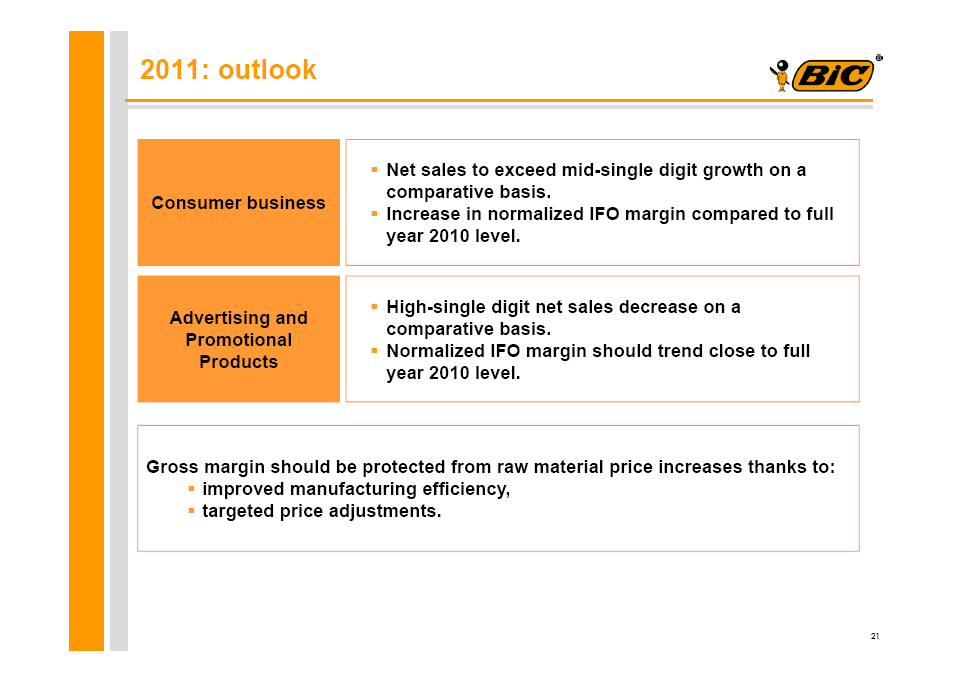 2011: outlook
BiC®
Consumer business
▪ Net sales to exceed mid-single digit growth on a
comparative basis.
▪ Increase in normalized IFO margin compared to full
year 2010 level.
Advertising and
Promotional
Products
▪ High-single digit net sales decrease on a
comparative basis.
▪ Normalized IFO margin should trend close to full
year 2010 level.
Gross margin should be protected from raw material price increases thanks to:
▪ improved manufacturing efficiency,
▪ targeted price adjustments.
21